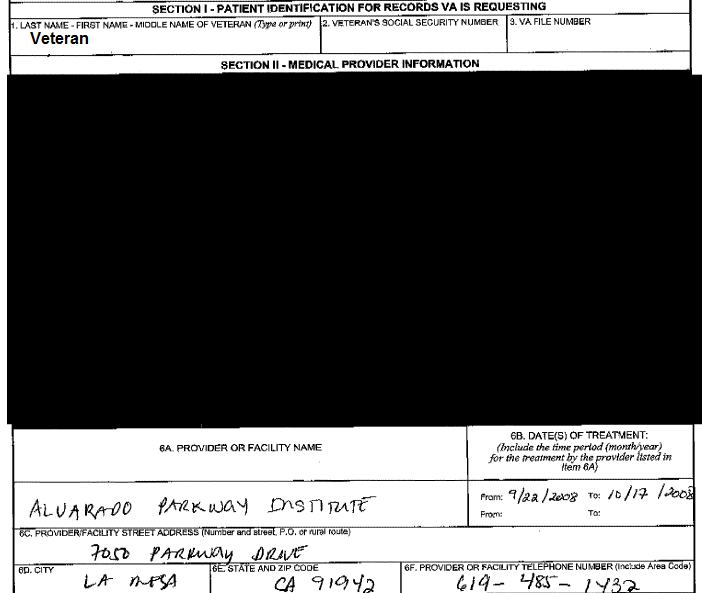 SECTION I - PATIENT IDENTIFICATION FOR RECORDS VA IS REQUESTING
1. LAST NAME - FIRST NAME - MIDDLE NAME OF VETERAN (Type or print) 2. VETERAN'S SOCIAL SECURITY NUMBER 3. VA FILE NUMBER
Veteran
SECTION II - MEDICAL PROVIDER INFORMATION
6A. PROVIDER OR FACILITY NAME
6B. DATE(S) OF TREATMENT:
(Include the time period (month/year)
for the treatment by the provider listed in
Item 6A)
ALVARADO PARKWAY INSTITUTE
From: 9/22/2008 To: 10/17/2008
From: To:
6C. PROVIDER/FACILITY STREET ADDRESS (Number and street, P.O. or rural route)
7050 PARKWAY DRIVE
6D. CITY 6E. STATE AND ZIP CODE 6F. PROVIDER OR FACILITY TELEPHONE NUMBER (Include Area Code)
LA MESA CA 91942 619-485-1432